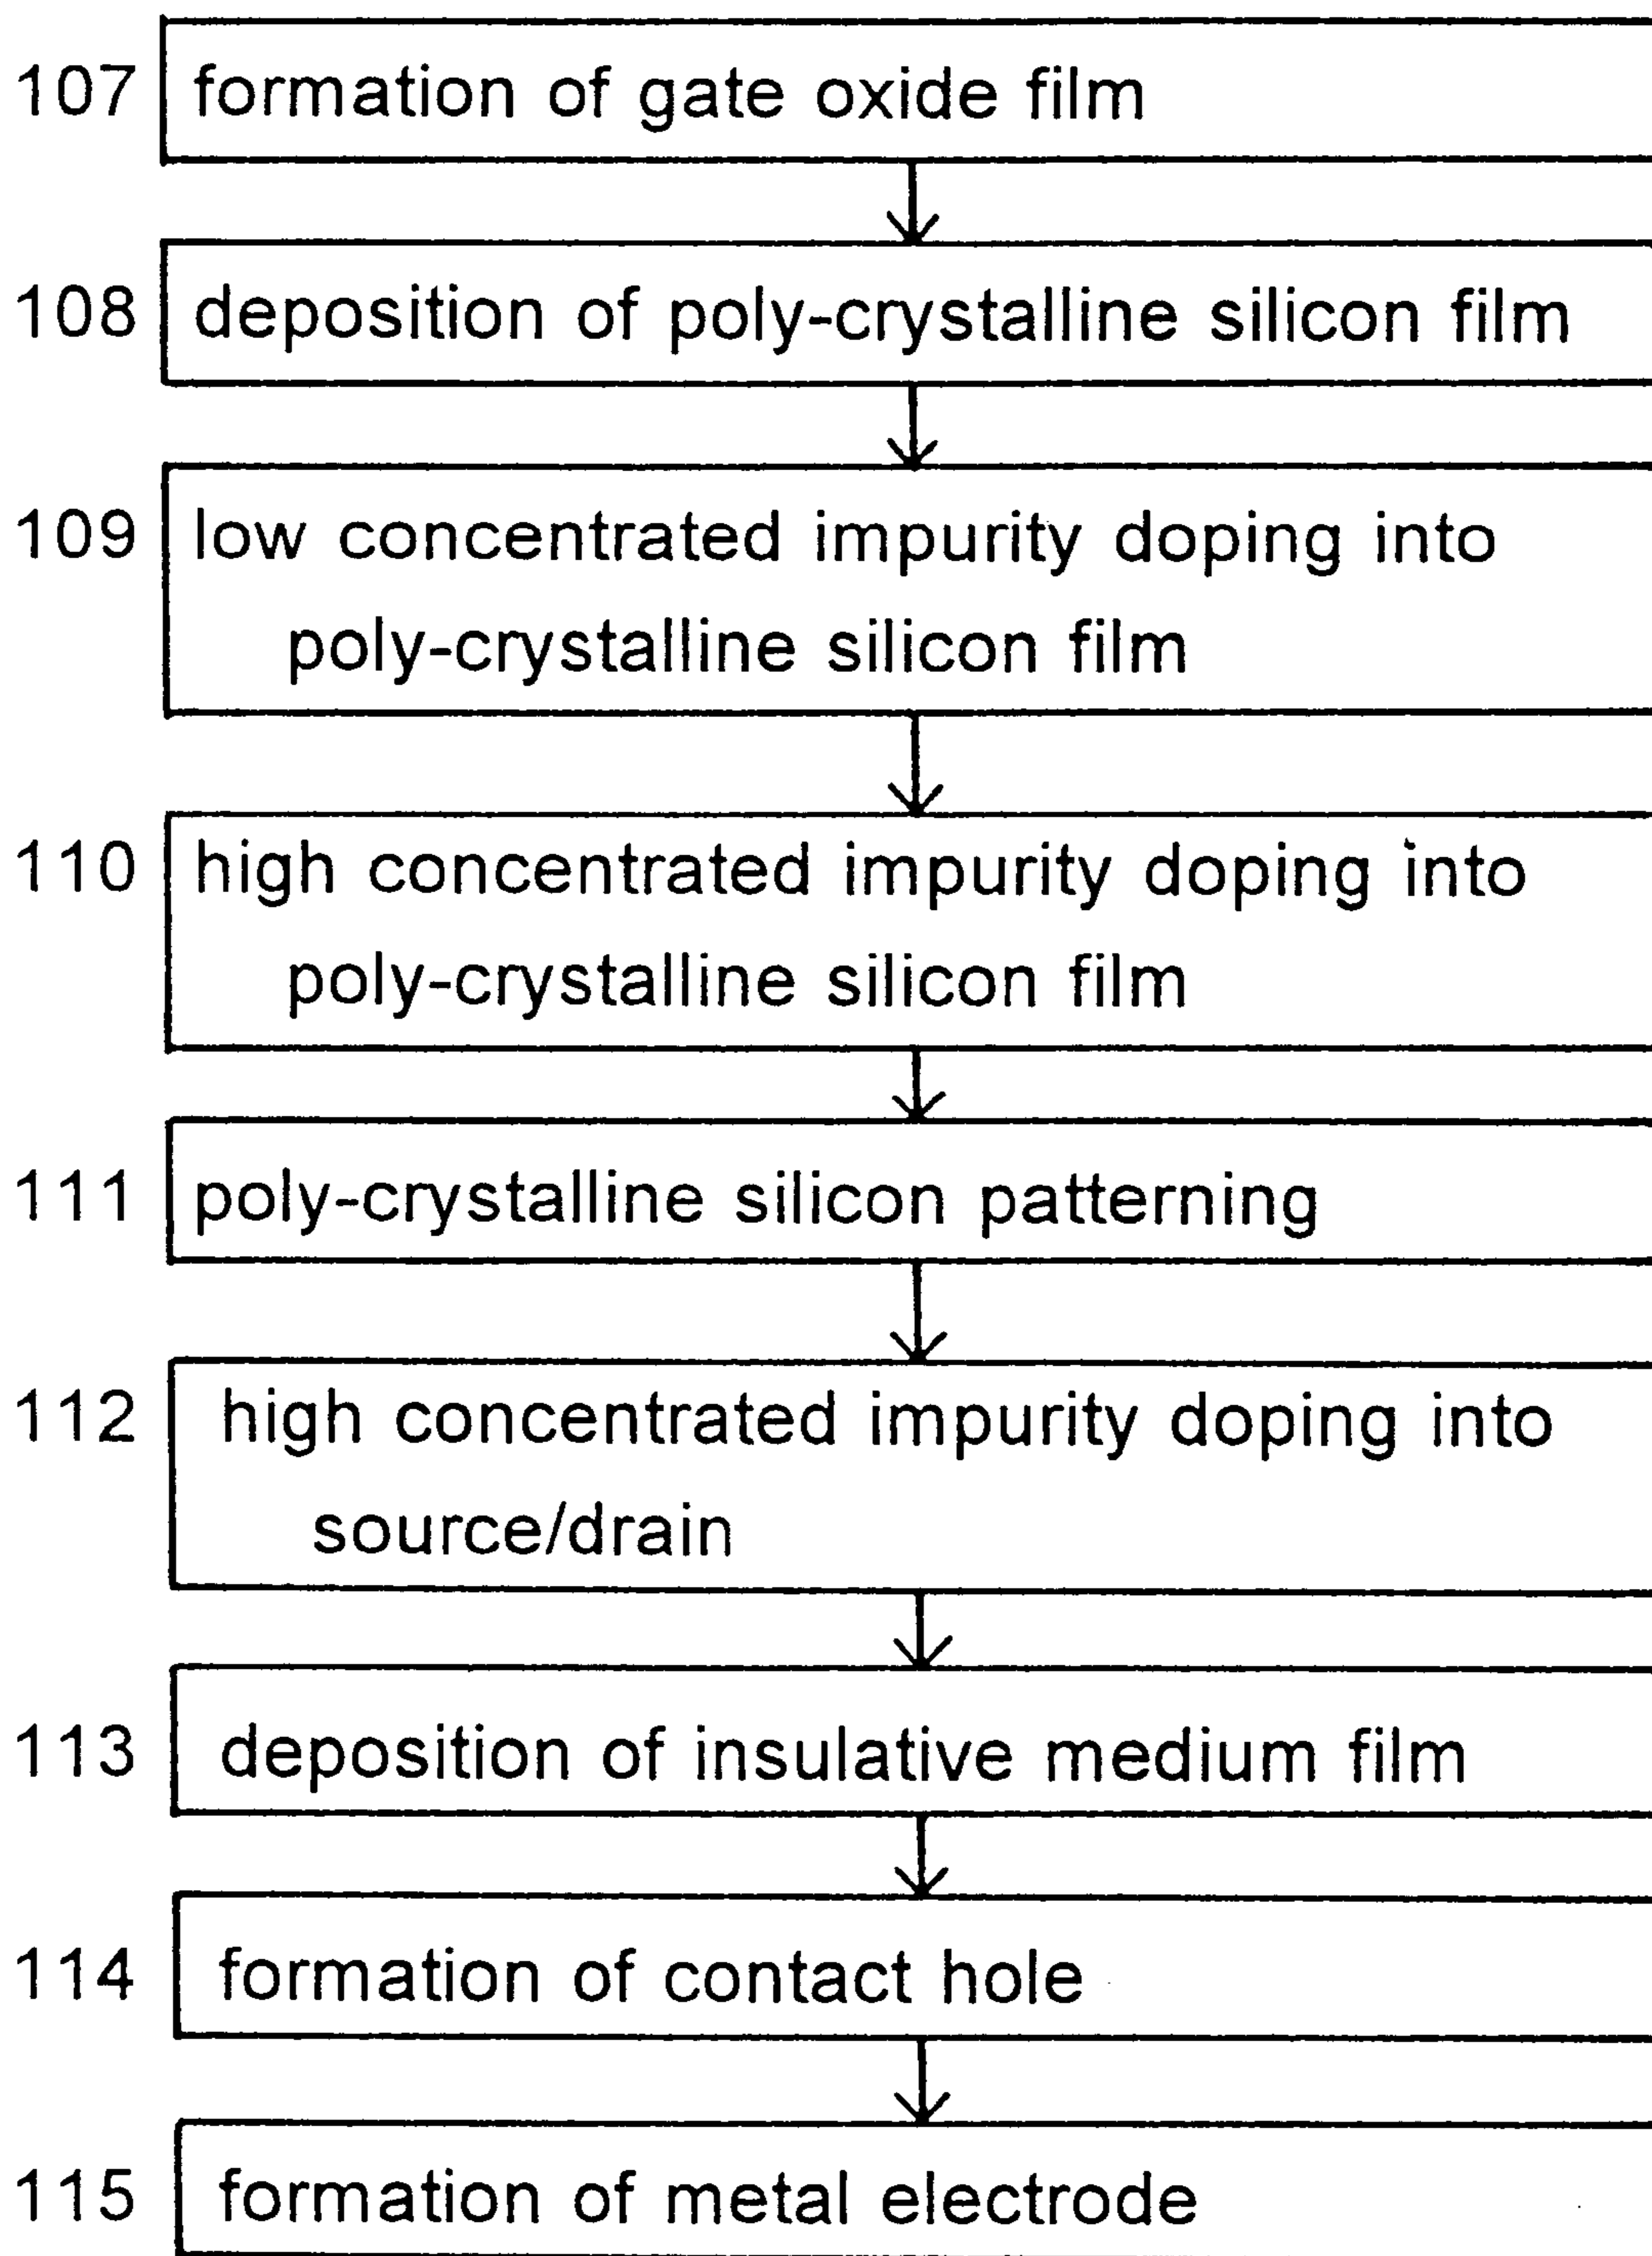 107 formation of gate oxide film
108 deposition of poly-crystalline silicon film
109 low concentrated impurity doping into
poly-crystalline silicon film
110 high concentrated impurity doping into
poly-crystalline silicon film
111 poly-crystalline silicon patterning
112 high concentrated impurity doping into
source/drain
113 deposition of insulative medium film
114 formation of contact hole
115 formation of metal electrode